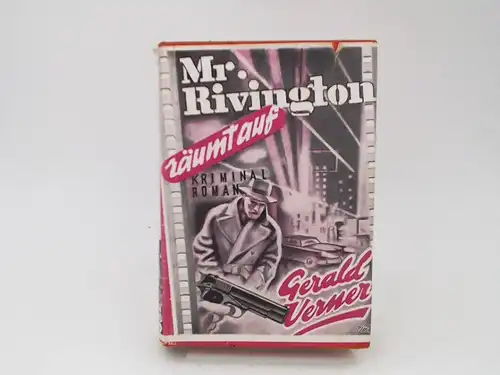 Mr.
Rivington
räumt auf
KRIMINAL
ROMAN
Gerald
Verner